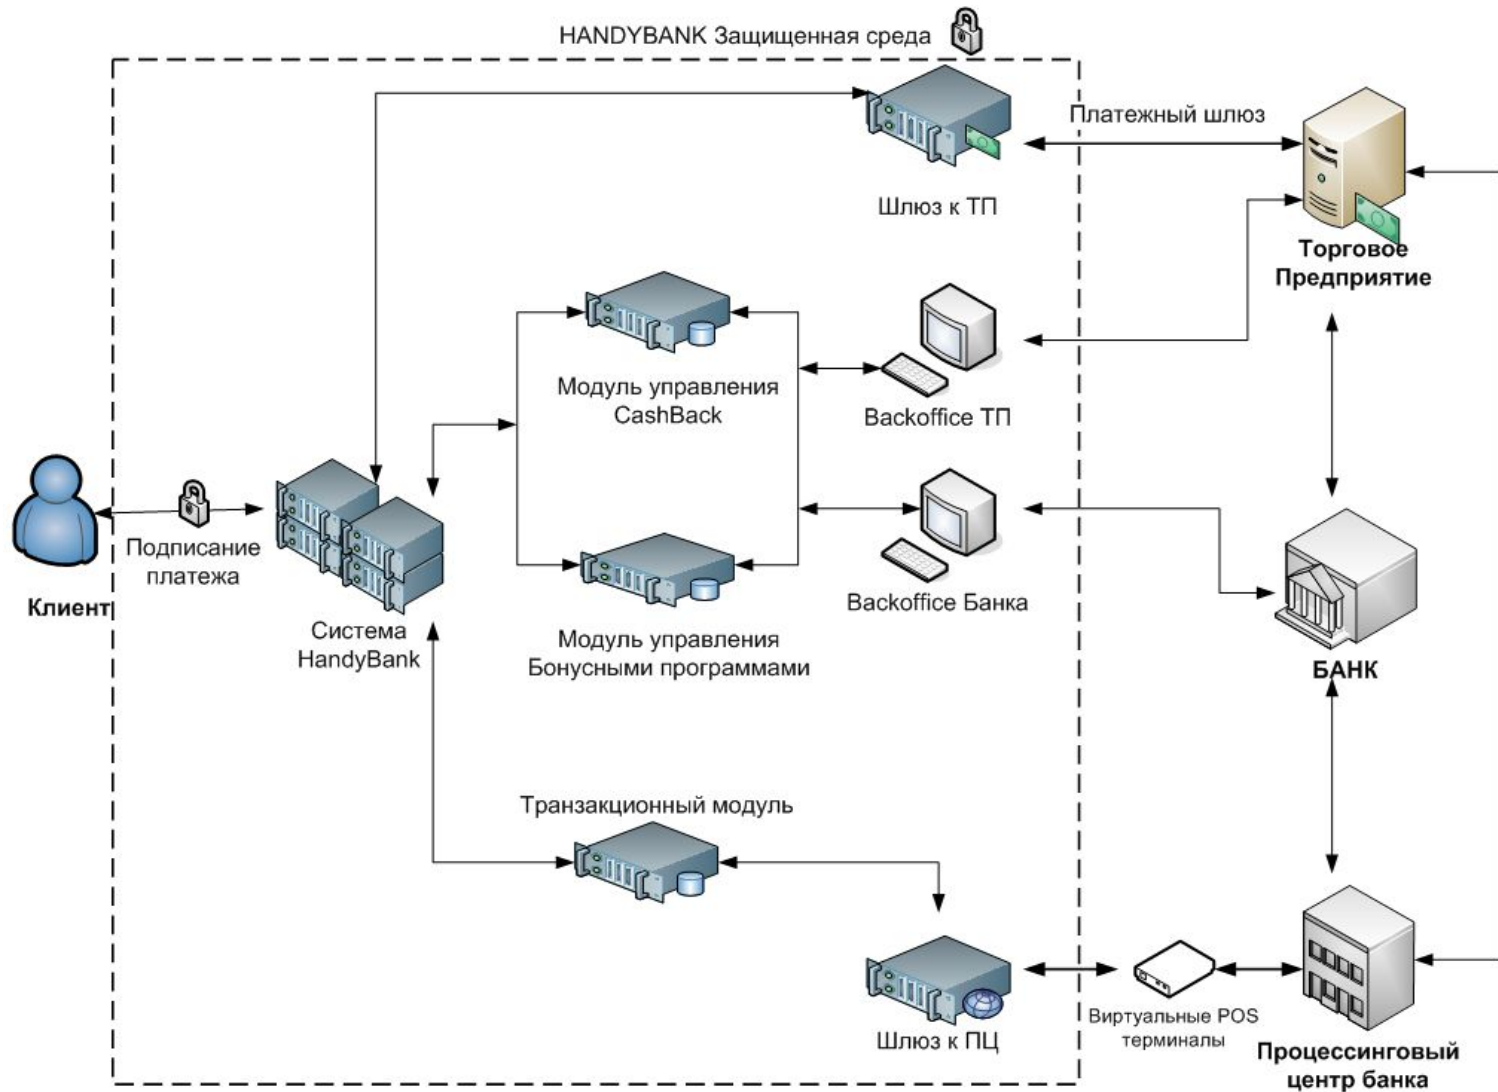 HANDYBANK Защищенная среда
Платежный шлюз
Шлюз к ТП
Торговое
Предприятие
Модуль управления
CashBack
Backoffice ТП
Подписание
платежа
Клиент
Система
HandyBank
Модуль управления
Бонусными программами
Backoffice Банка
БАНК
Транзакционный модуль
Шлюз к ПЦ
Виртуальные POS
терминалы
Процессинговый
центр банка